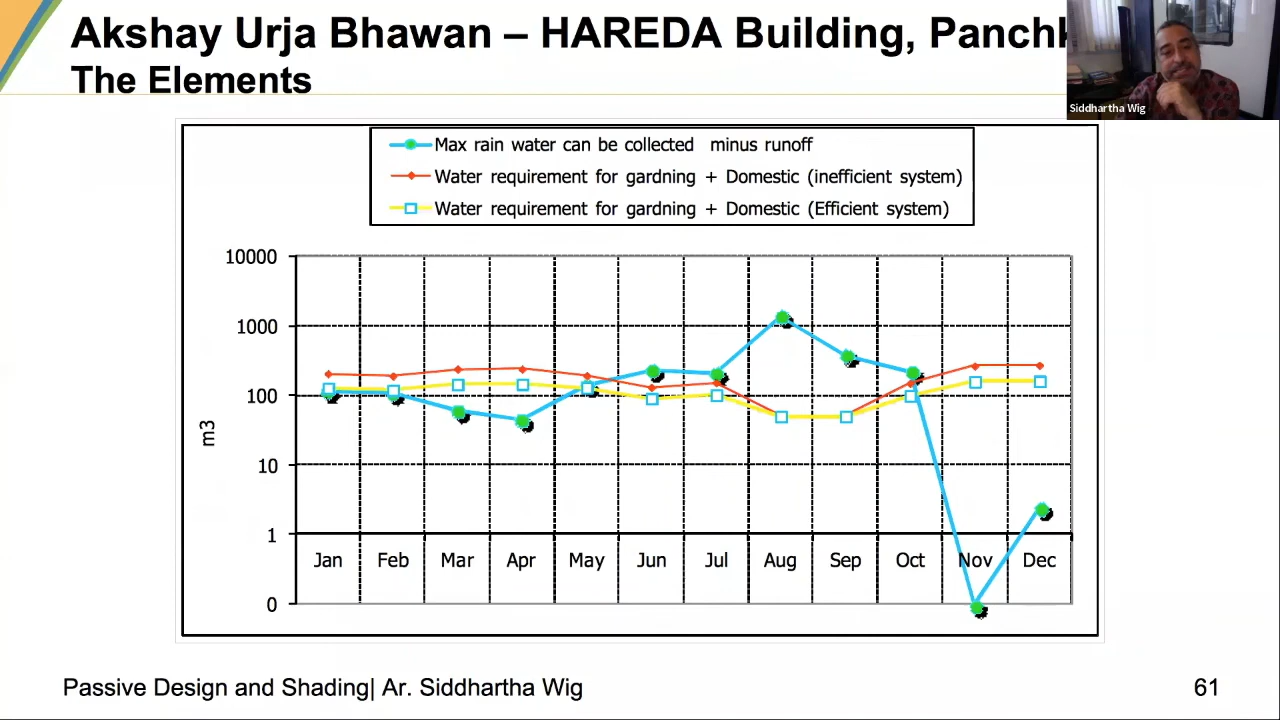 Akshay Urja Bhawan – HAREDA Building, Panchk
The Elements
Siddhartha Wig
Max rain water can be collected minus runoff
Water requirement for gardning + Domestic (inefficient system)
Water requirement for gardning + Domestic (Efficient system)
10000
1000
100
10
1
0
m3
Jan Feb Mar Apr May Jun Jul Aug Sep Oct Nov Dec
Passive Design and Shading| Ar. Siddhartha Wig
61